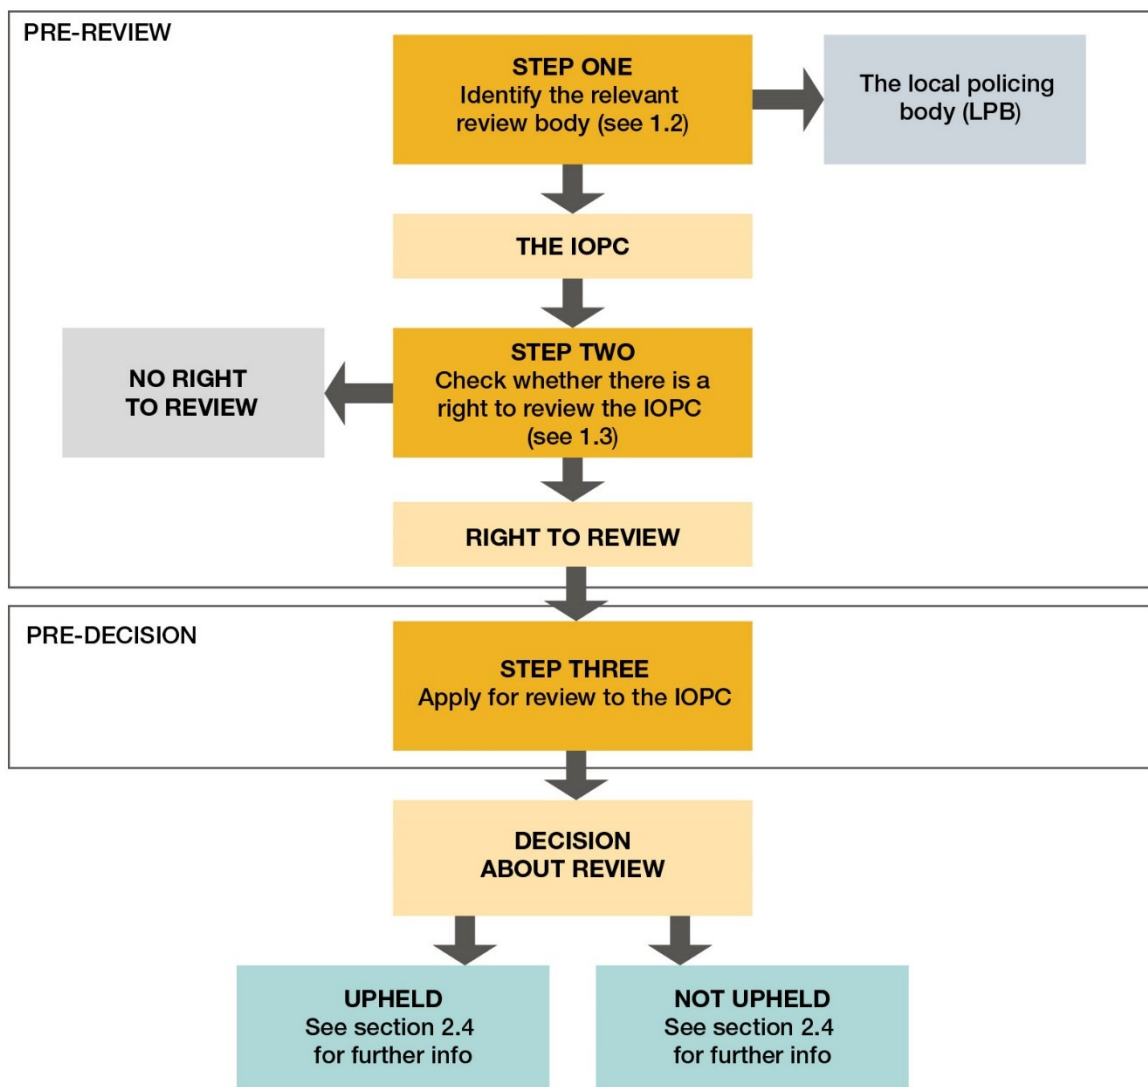 PRE-REVIEW
STEP ONE
Identify the relevant
review body (see 1.2)
The local policing
body (LPB)
THE IOPC
NO RIGHT
TO REVIEW
STEP TWO
Check whether there is a
right to review the IOPC
(see 1.3)
RIGHT TO REVIEW
PRE-DECISION
STEP THREE
Apply for review to the IOPC
DECISION
ABOUT REVIEW
UPHELD
See section 2.4
for further info
NOT UPHELD
See section 2.4
for further info